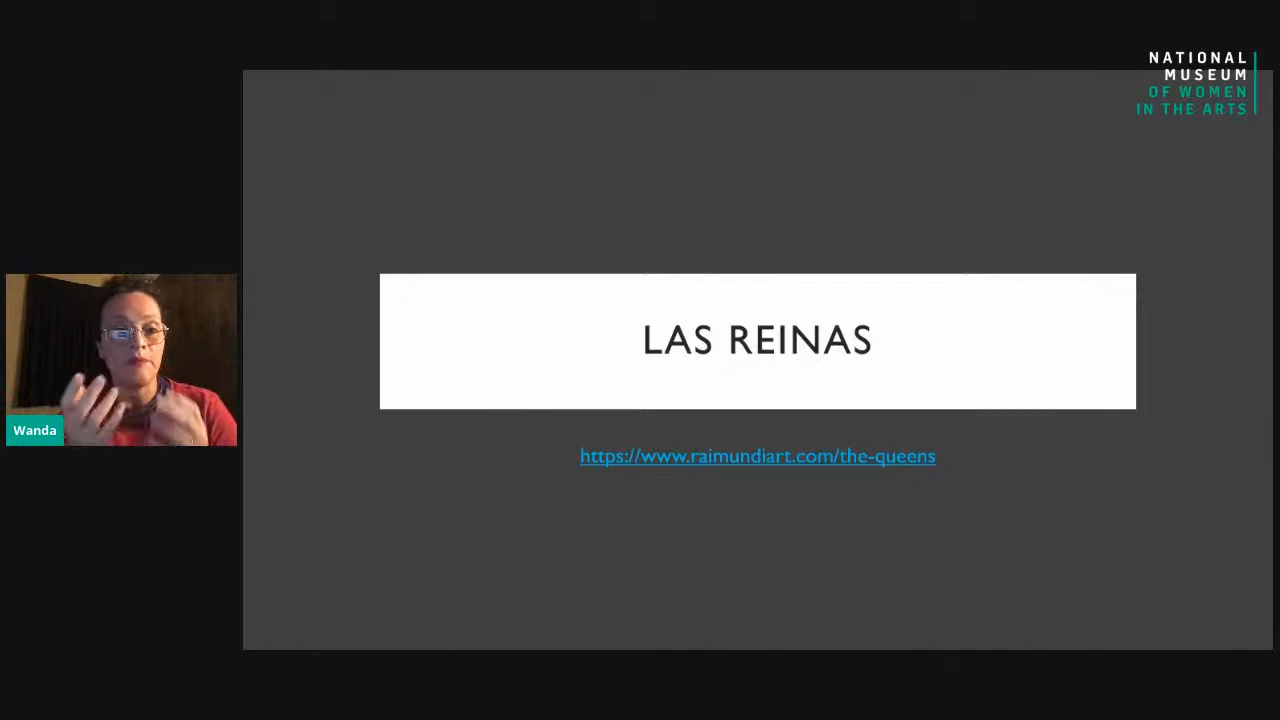 NATIONAL
MUSEUM
OF WOMEN
IN THE ARTS
LAS REINAS
Wanda
https://www.raimundiart.com/the-queens